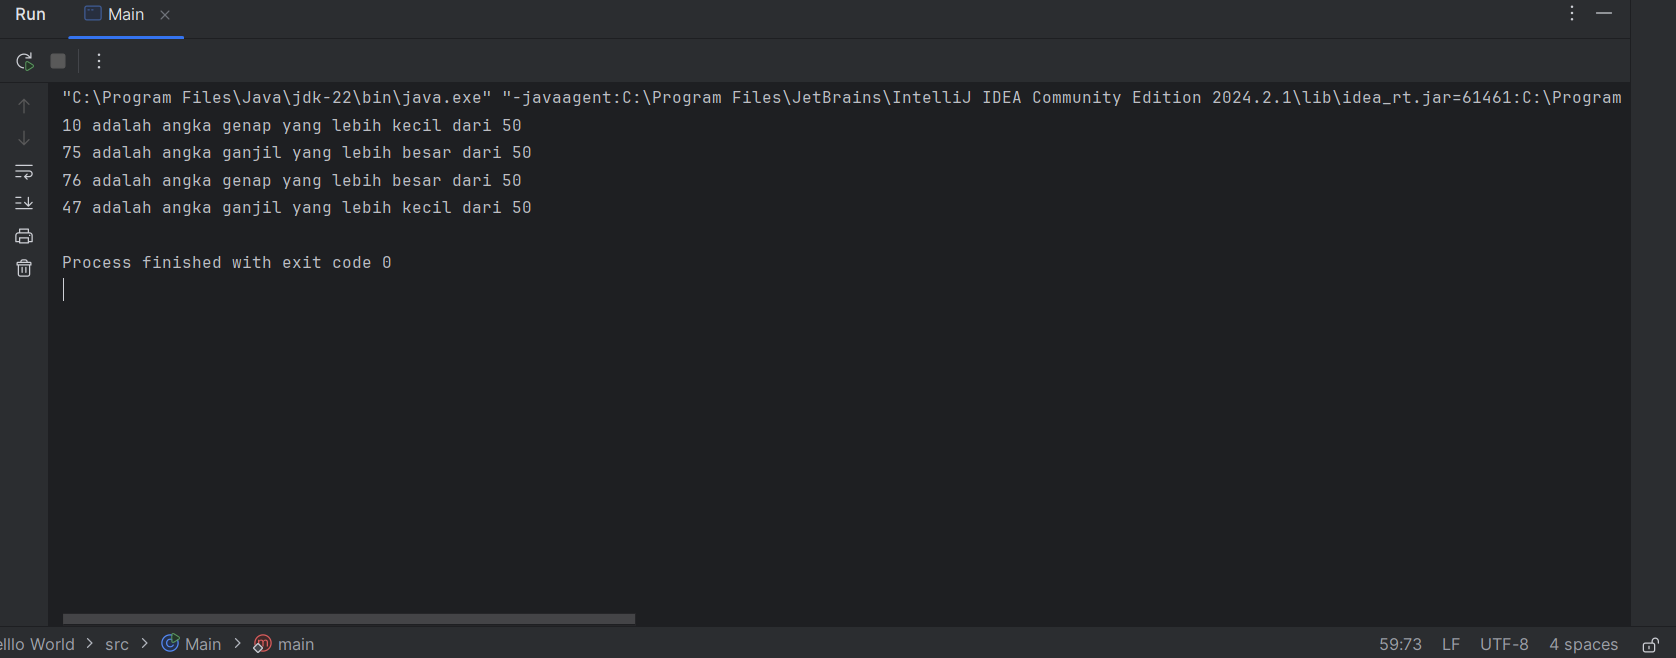 Run Main
"C:\Program Files\Java\jdk-22\bin\java.exe" "-javaagent:C:\Program Files\JetBrains\IntelliJ IDEA Community Edition 2024.2.1\lib\idea_rt.jar=61461:C:\Program
10 adalah angka genap yang lebih kecil dari 50
75 adalah angka ganjil yang lebih besar dari 50
76 adalah angka genap yang lebih besar dari 50
47 adalah angka ganjil yang lebih kecil dari 50
Process finished with exit code 0
elllo World > src > Main > main 59:73 LF UTF-8 4 spaces